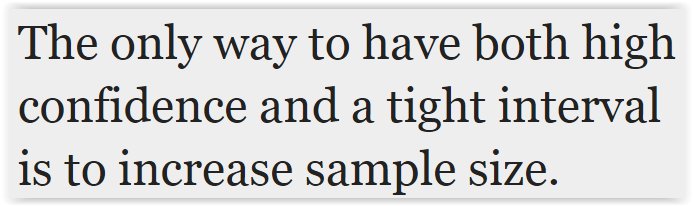 The only way to have both high
confidence and a tight interval
is to increase sample size.